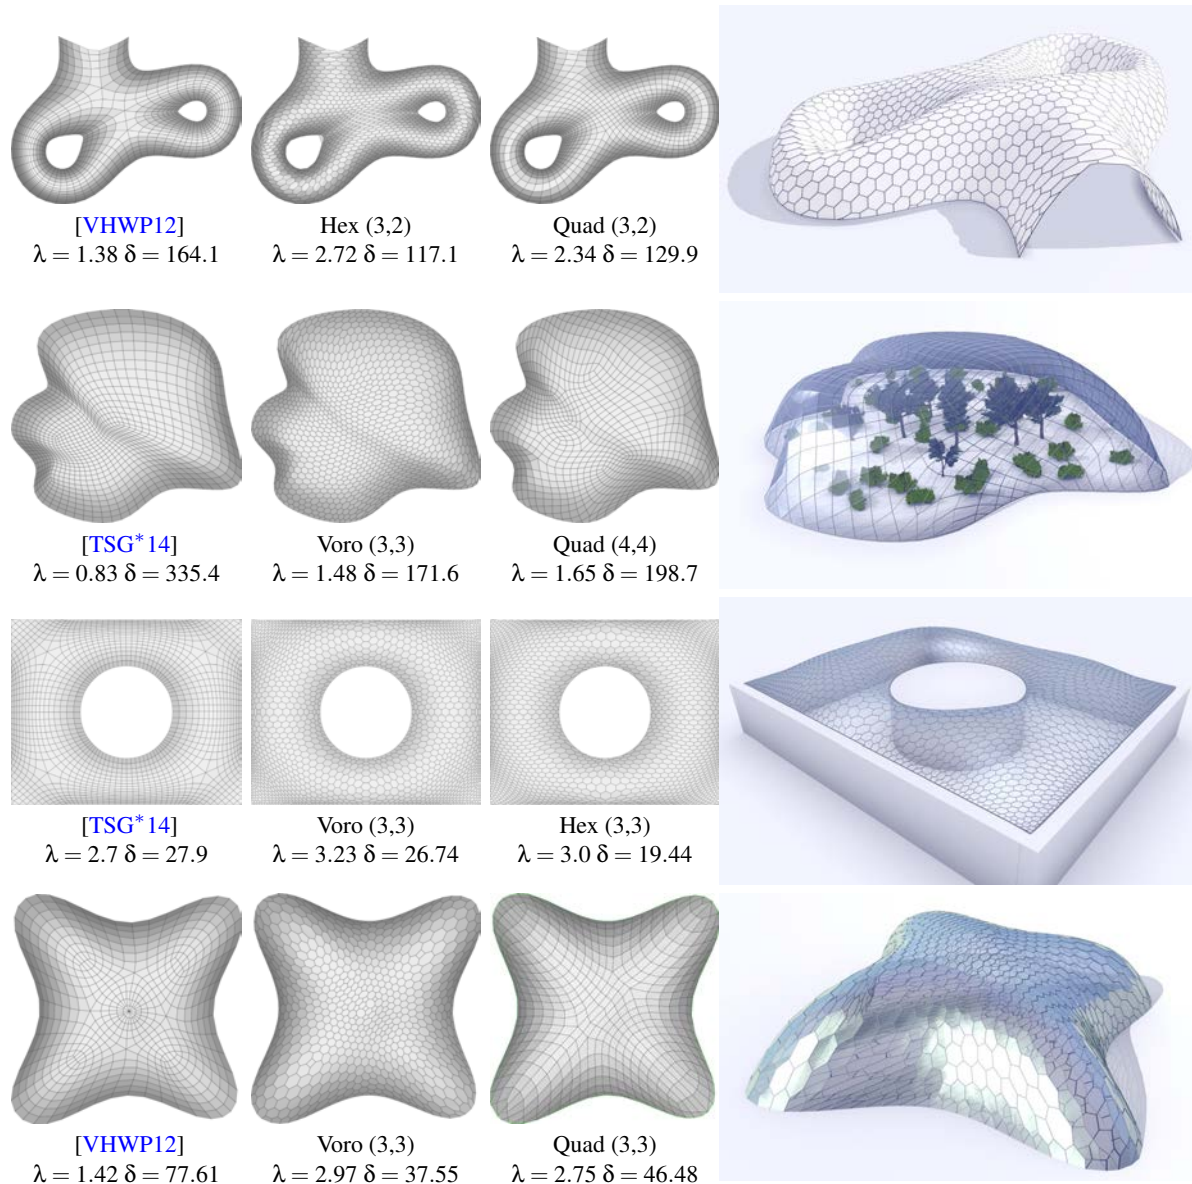 [VHWP12]
λ = 1.38 δ = 164.1
Hex (3,2)
λ = 2.72 δ = 117.1
Quad (3,2)
λ = 2.34 δ = 129.9
[TSG*14]
λ = 0.83 δ = 335.4
Voro (3,3)
λ = 1.48 δ = 171.6
Quad (4,4)
λ = 1.65 δ = 198.7
[TSG*14]
λ = 2.7 δ = 27.9
Voro (3,3)
λ = 3.23 δ = 26.74
Hex (3,3)
λ = 3.0 δ = 19.44
[VHWP12]
λ = 1.42 δ = 77.61
Voro (3,3)
λ = 2.97 δ = 37.55
Quad (3,3)
λ = 2.75 δ = 46.48